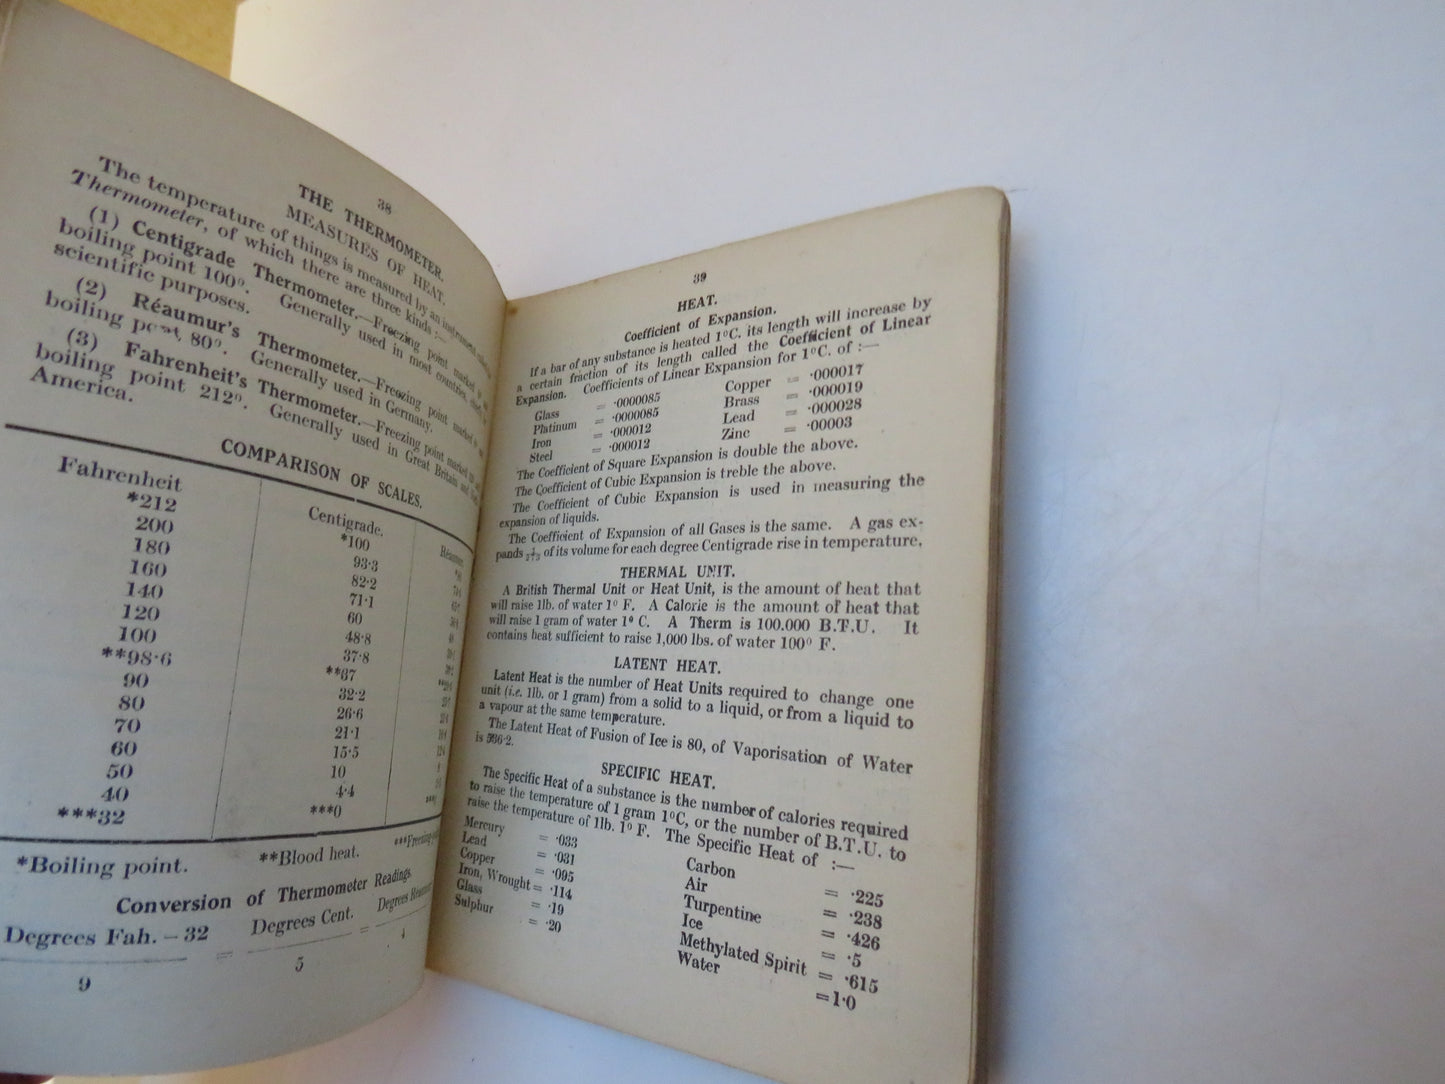 38
THE THERMOMETER.
MEASURES OF HEAT.
The temperature of things is measured by an instrument called
Thermometer, of which there are three kinds :—
(1) Centigrade Thermometer.—Freezing point marked
boiling point 100°. Generally used in most countries,
scientific purposes.
(2) Réaumur's Thermometer.—Freezing point marked
boiling 80°. Generally used in Germany.
(3) Fahrenheit's Thermometer.—Freezing point marked
boiling point 212°. Generally used in Great Britain and
America.
COMPARISON OF SCALES.
Fahrenheit Centigrade. Réaumur
*212 *100
200 93·3
180 82·2
160 71·1
140 60
120 48·8
100 37·8
**98·6 **37
90 32·2
80 26·6
70 21·1
60 15·5
50 10
40 4·4
***32 ***0
*Boiling point. **Blood heat. ***Freezing
Conversion of Thermometer Readings.
Degrees Fah. – 32 = Degrees Cent. = Degrees
9 5 4
39
HEAT.
Coefficient of Expansion.
If a bar of any substance is heated 1°C. its length will increase by
a certain fraction of its length called the Coefficient of Linear
Expansion. Coefficients of Linear Expansion for 1°C. of :—
Glass = ·0000085 Copper = ·000017
Platinum = ·0000085 Brass = ·000019
Iron = ·000012 Lead = ·000028
Steel = ·000012 Zinc = ·00003
The Coefficient of Square Expansion is double the above.
The Coefficient of Cubic Expansion is treble the above.
The Coefficient of Cubic Expansion is used in measuring the
expansion of liquids.
The Coefficient of Expansion of all Gases is the same. A gas ex-
pands 1/273 of its volume for each degree Centigrade rise in temperature.
THERMAL UNIT.
A British Thermal Unit or Heat Unit, is the amount of heat that
will raise 1lb. of water 1° F. A Calorie is the amount of heat that
will raise 1 gram of water 1° C. A Therm is 100.000 B.T.U. It
contains heat sufficient to raise 1,000 lbs. of water 100° F.
LATENT HEAT.
Latent Heat is the number of Heat Units required to change one
unit (i.e. 1lb. or 1 gram) from a solid to a liquid, or from a liquid to
a vapour at the same temperature.
The Latent Heat of Fusion of Ice is 80, of Vaporisation of Water
is 536·2.
SPECIFIC HEAT.
The Specific Heat of a substance is the number of calories required
to raise the temperature of 1 gram 1°C, or the number of B.T.U. to
raise the temperature of 1lb. 1° F. The Specific Heat of :—
Mercury = ·033 Carbon = ·225
Lead = ·031 Air = ·238
Copper = ·095 Turpentine = ·426
Iron, Wrought = ·114 Ice = ·5
Glass = ·19 Methylated Spirit = ·615
Sulphur = ·20 Water = 1·0